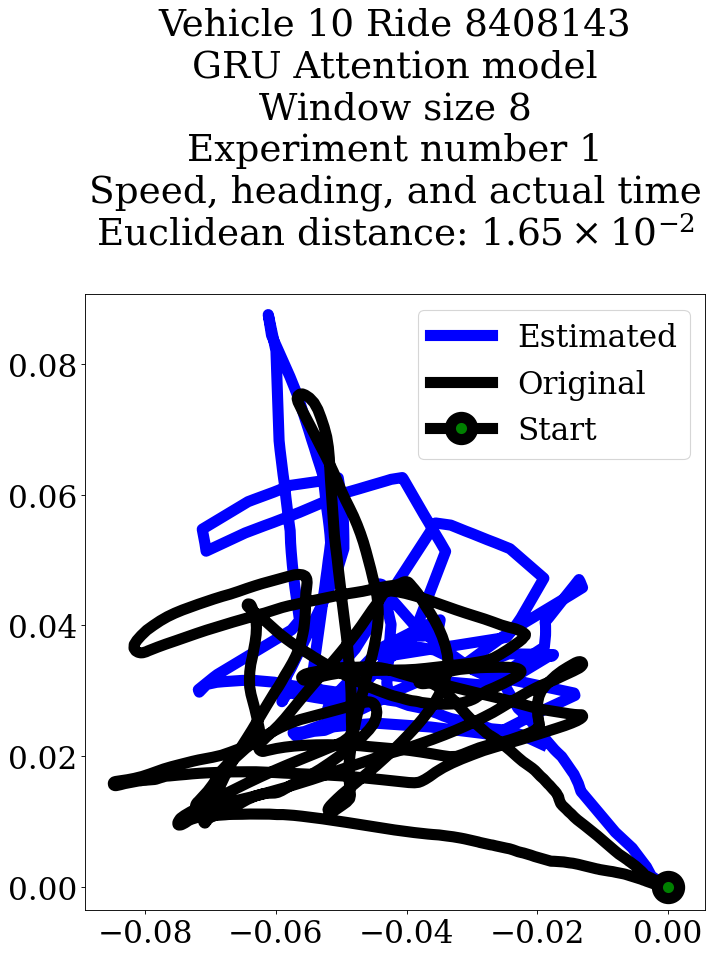 Vehicle 10 Ride 8408143
GRU Attention model
Window size 8
Experiment number 1
Speed, heading, and actual time
Euclidean distance: 1.65 × 10⁻²
Estimated
Original
Start
0.08
0.06
0.04
0.02
0.00
−0.08 −0.06 −0.04 −0.02 0.00